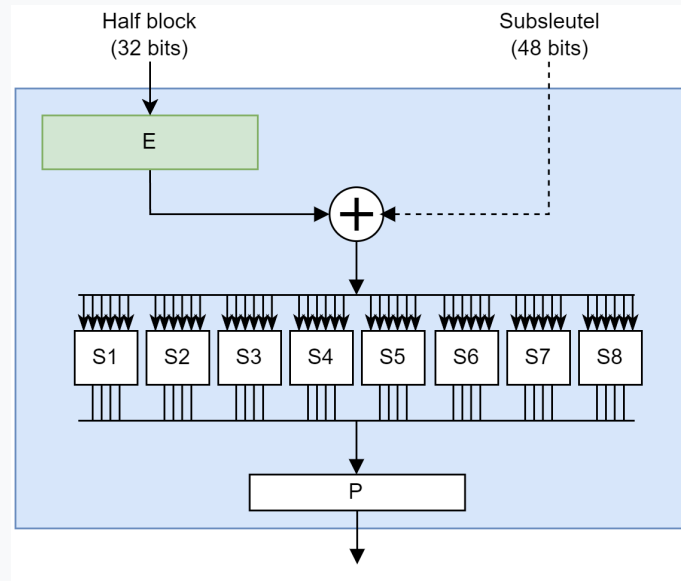 Half block
(32 bits)
Subsleutel
(48 bits)
E
S1 S2 S3 S4 S5 S6 S7 S8
P